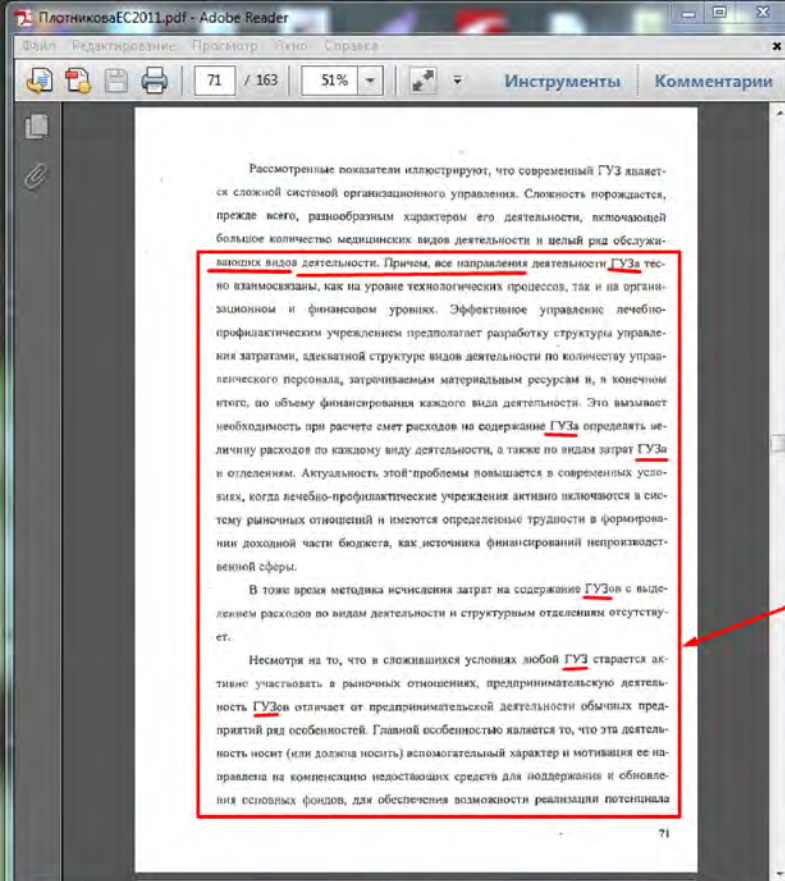 ПлотниковаЕС2011.pdf - Adobe Reader
Файл Редактирование Просмотр Окно Справка
71 / 163 51% Инструменты Комментарии
Рассмотренные показатели иллюстрируют, что современный ГУЗ являет-
ся сложной системой организационного управления. Сложность порождается,
прежде всего, разнообразным характером его деятельности, включающей
большое количество медицинских видов деятельности и целый ряд обслужи-
вающих видов деятельности. Причем, все направления деятельности ГУЗа тес-
но взаимосвязаны, как на уровне технологических процессов, так и на органи-
зационном и финансовом уровнях. Эффективное управление лечебно-
профилактическим учреждением предполагает разработку структуры управле-
ния затратами, адекватной структуре видов деятельности по количеству управ-
ленческого персонала, затрачиваемым материальным ресурсам и, в конечном
итоге, по объему финансирования каждого вида деятельности. Это вызывает
необходимость при расчете смет расходов на содержание ГУЗа определять ве-
личину расходов по каждому виду деятельности, а также по видам затрат ГУЗа
и отделениям. Актуальность этой проблемы повышается в современных усло-
виях, когда лечебно-профилактические учреждения активно включаются в сис-
тему рыночных отношений и имеются определенные трудности в формирова-
нии доходной части бюджета, как источника финансирований непроизводст-
венной сферы.
В тоже время методика исчисления затрат на содержание ГУЗов с выде-
лением расходов по видам деятельности и структурным отделениям отсутству-
ет.
Несмотря на то, что в сложившихся условиях любой ГУЗ старается ак-
тивно участвовать в рыночных отношениях, предпринимательскую деятель-
ность ГУЗов отличает от предпринимательской деятельности обычных пред-
приятий ряд особенностей. Главной особенностью является то, что эта деятель-
ность носит (или должна носить) вспомогательный характер и мотивация ее на-
правлена на компенсацию недостающих средств для поддержания и обновле-
ния основных фондов, для обеспечения возможности реализации потенциала
71